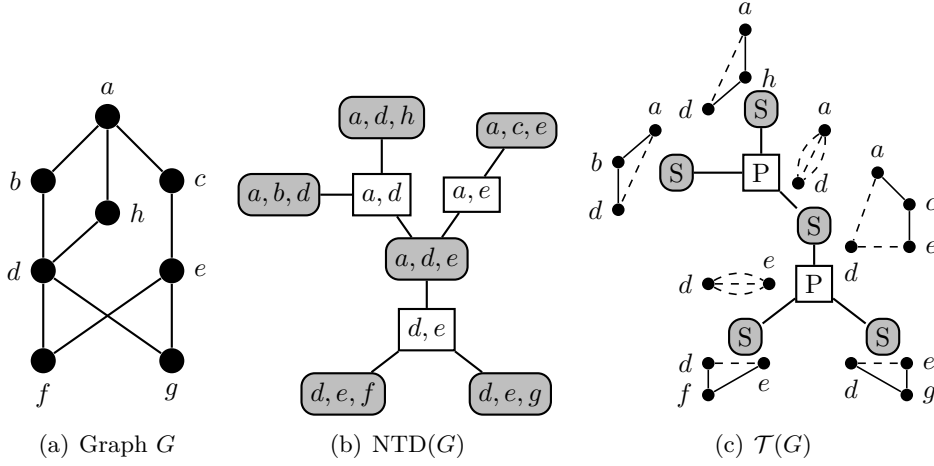 a
b
c
h
d
e
f
g
(a) Graph G
a, d, h
a, c, e
a, b, d
a, d
a, e
a, d, e
d, e
d, e, f
d, e, g
(b) NTD(G)
a
h
d
S
a
b
d
S
P
a
d
S
a
c
e
d
P
d
e
S
S
d
e
f
e
d
g
(c) 𝒯(G)